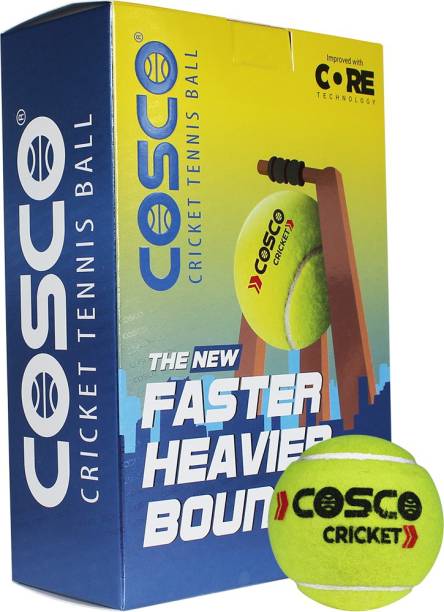 COSCO®
CRICKET TENNIS BALL
COSCO®
CRICKET TENNIS BALL
Improved with
CORE
TECHNOLOGY
COSCO
CRICKET
THE NEW
FASTER
HEAVIER
BOUN
COSCO
CRICKET